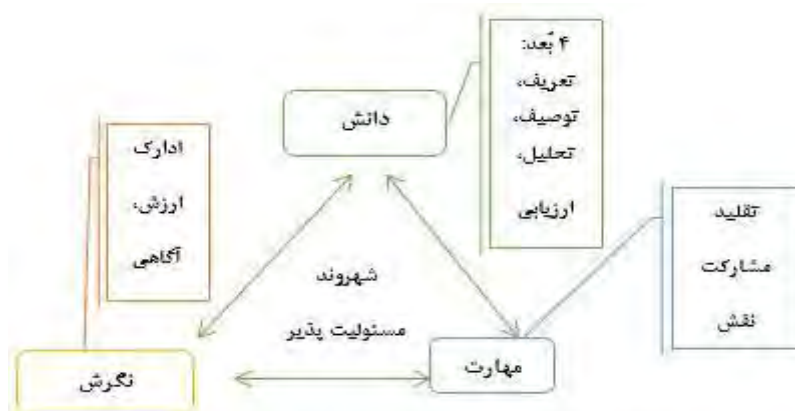 ۴ بُعد:
تعریف،
توصیف،
تحلیل،
ارزیابی
دانش
ادارک
ارزش،
آگاهی
تقلید
مشارکت
نقش
شهروند
مسئولیت پذیر
مهارت
نگرش